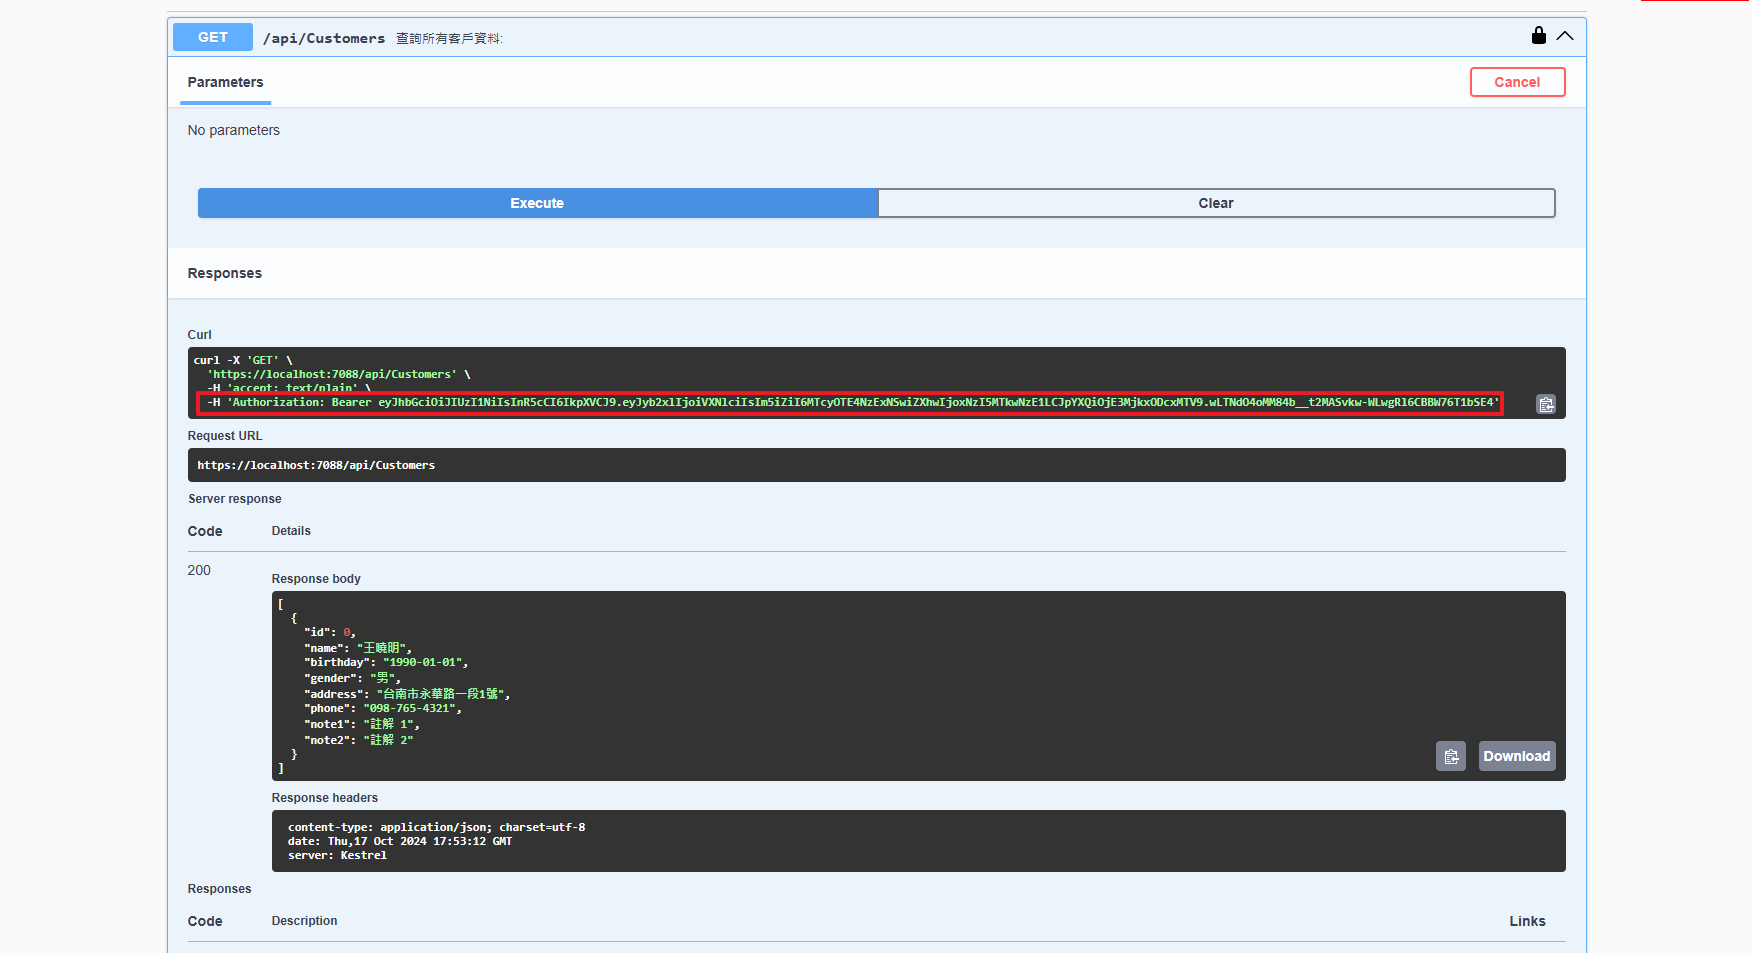 GET /api/Customers 查詢所有客戶資料:
Parameters
Cancel
No parameters
Execute
Clear
Responses
Curl
curl -X 'GET' \
'https://localhost:7088/api/Customers' \
-H 'accept: text/plain' \
-H 'Authorization: Bearer eyJhbGciOiJIUzI1NiIsInR5cCI6IkpXVCJ9.eyJyb2xlIjoiVXNlciIsIm5iZiI6MTcyOTE4NzExNSwiZXhwIjoxNzI5MTkwNzE1LCJpYXQiOjE3MjkxODcxMTV9.wLTNdO4oMM84b__t2MASvkw-WLwgRl6CBBW76T1bSE4'
Request URL
https://localhost:7088/api/Customers
Server response
Code Details
200
Response body
[
{
"id": 0,
"name": "王曉明",
"birthday": "1990-01-01",
"gender": "男",
"address": "台南市永華路一段1號",
"phone": "098-765-4321",
"note1": "註解 1",
"note2": "註解 2"
}
]
Download
Response headers
content-type: application/json; charset=utf-8
date: Thu,17 Oct 2024 17:53:12 GMT
server: Kestrel
Responses
Code Description Links